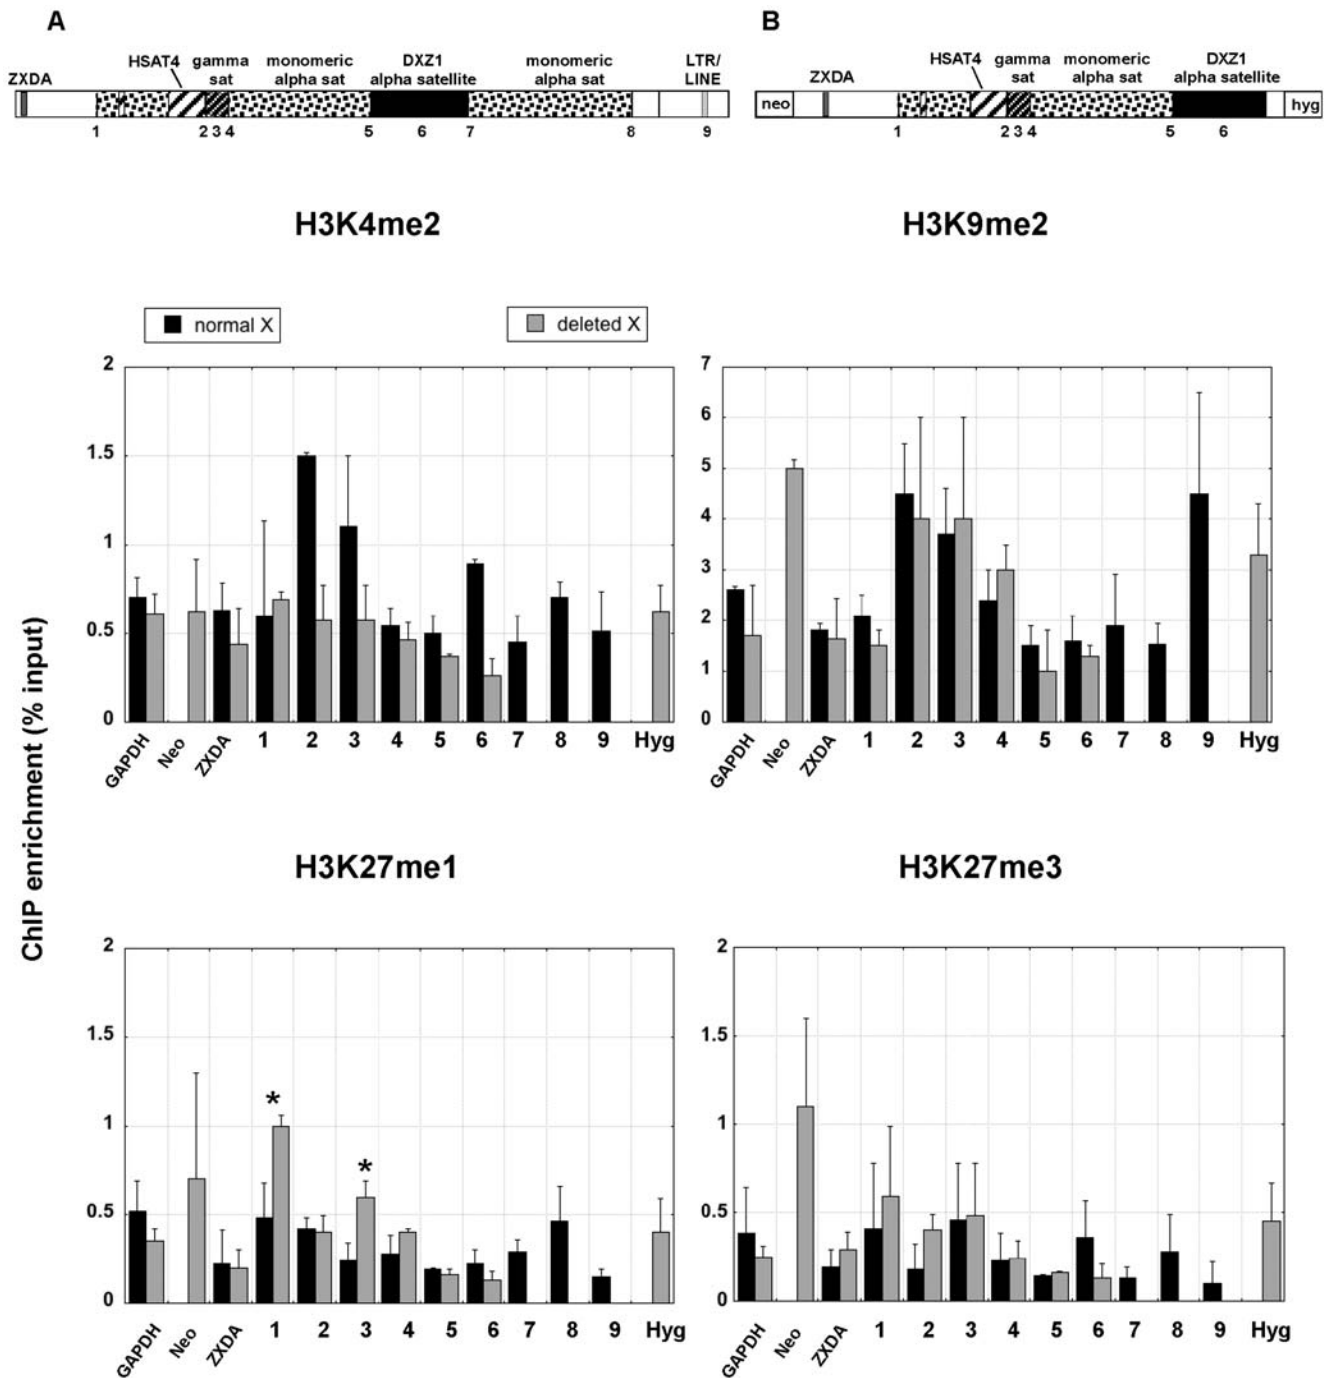 A
B
HSAT4 gamma sat
monomeric alpha sat
DXZ1 alpha satellite
monomeric alpha sat
LTR/ LINE
ZXDA
1 2 3 4 5 6 7 8 9
HSAT4 gamma sat
monomeric alpha sat
DXZ1 alpha satellite
ZXDA
neo
hyg
1 2 3 4 5 6
H3K4me2
H3K9me2
normal X
deleted X
ChIP enrichment (% input)
2
1.5
1
0.5
0
GAPDH Neo ZXDA 1 2 3 4 5 6 7 8 9 Hyg
7
6
5
4
3
2
1
0
GAPDH Neo ZXDA 1 2 3 4 5 6 7 8 9 Hyg
H3K27me1
H3K27me3
2
1.5
1
0.5
0
*
*
GAPDH Neo ZXDA 1 2 3 4 5 6 7 8 9 Hyg
2
1.5
1
0.5
0
GAPDH Neo ZXDA 1 2 3 4 5 6 7 8 9 Hyg